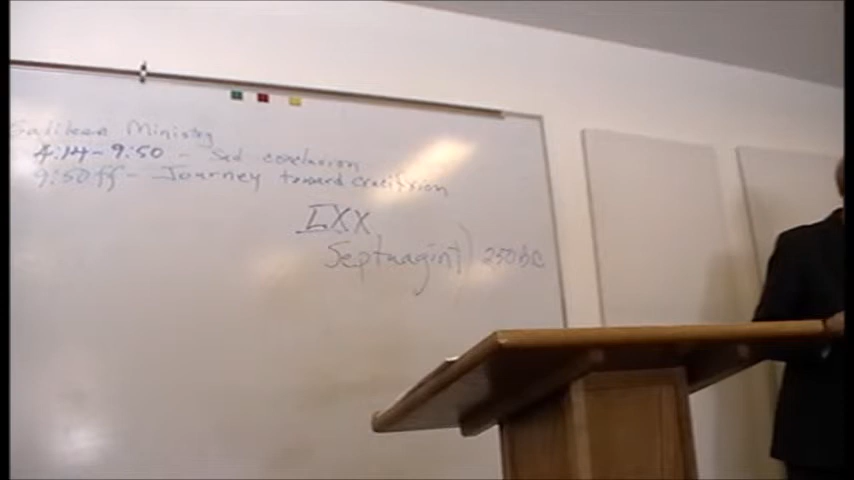 Galilean Ministry
4:14-9:50 - Sad conclusion
9:50ff - Journey toward crucifixion
LXX
Septuagint) 250bc